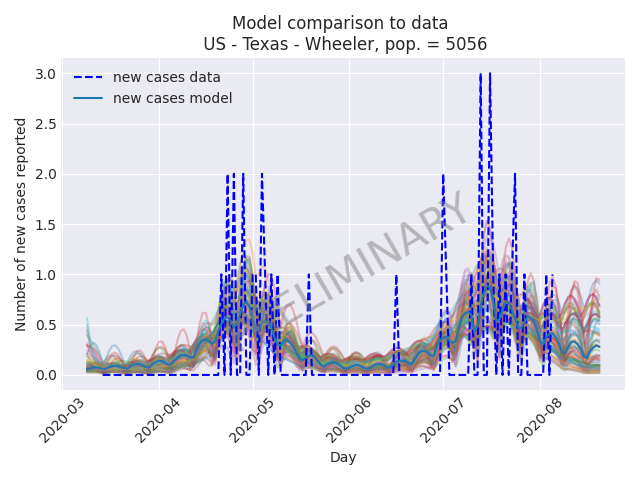 Model comparison to data
US - Texas - Wheeler, pop. = 5056
new cases data
new cases model
Number of new cases reported
3.0
2.5
2.0
1.5
1.0
0.5
0.0
2020-03
2020-04
2020-05
2020-06
2020-07
2020-08
Day